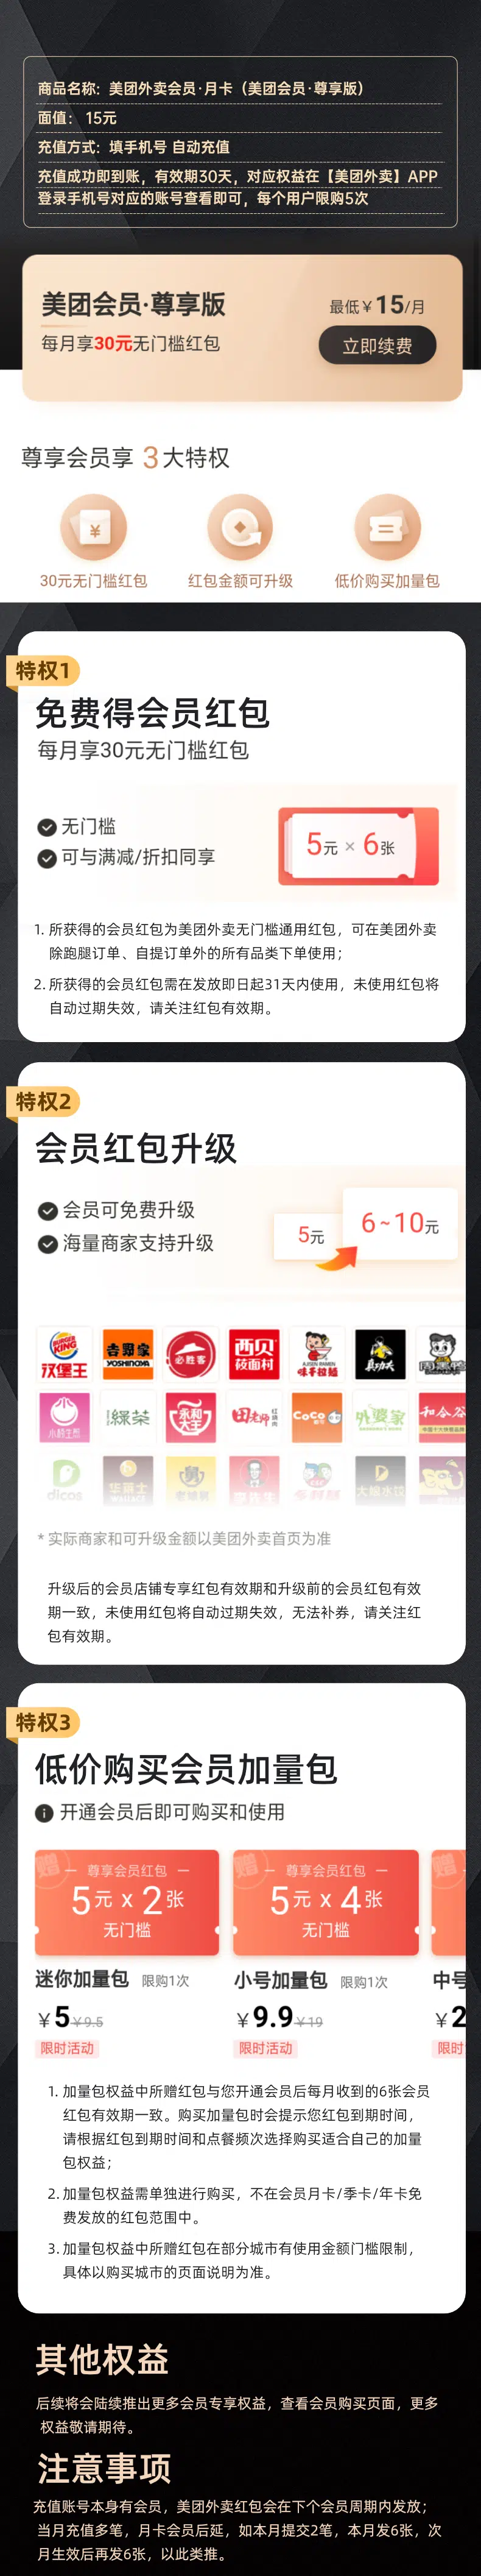 商品名称：美团外卖会员·月卡（美团会员·尊享版）
面值： 15元
充值方式：填手机号 自动充值
充值成功即到账，有效期30天，对应权益在【美团外卖】APP
登录手机号对应的账号查看即可，每个用户限购5次
美团会员·尊享版
每月享30元无门槛红包
最低￥15/月
立即续费
尊享会员享 3大特权
¥
30元无门槛红包
红包金额可升级
低价购买加量包
特权1
免费得会员红包
每月享30元无门槛红包
无门槛
可与满减/折扣同享
5元 × 6张
1. 所获得的会员红包为美团外卖无门槛通用红包，可在美团外卖
除跑腿订单、自提订单外的所有品类下单使用；
2. 所获得的会员红包需在发放即日起31天内使用，未使用红包将
自动过期失效，请关注红包有效期。
特权2
会员红包升级
会员可免费升级
海量商家支持升级
5元
6~10元
BURGER KING
汉堡王
吉野家
YOSHINOYA
必胜客
西贝
莜面村
AJISEN RAMEN
味千拉麺
真功夫
小龍生煎
綠茶
永和大王
田老师
红烧肉
CoCo
外婆家
和合谷
dicos
华莱士
WALLACE
乡村基
大娘水饺
* 实际商家和可升级金额以美团外卖首页为准
升级后的会员店铺专享红包有效期和升级前的会员红包有效
期一致，未使用红包将自动过期失效，无法补券，请关注红
包有效期。
特权3
低价购买会员加量包
开通会员后即可购买和使用
赠
尊享会员红包
5元 x 2张
无门槛
赠
尊享会员红包
5元 x 4张
无门槛
迷你加量包 限购1次
小号加量包 限购1次
中号
￥5 ￥9.5
￥9.9 ￥19
￥2
限时活动
限时活动
限时
1. 加量包权益中所赠红包与您开通会员后每月收到的6张会员
红包有效期一致。购买加量包时会提示您红包到期时间，
请根据红包到期时间和点餐频次选择购买适合自己的加量
包权益；
2. 加量包权益需单独进行购买，不在会员月卡/季卡/年卡免
费发放的红包范围中。
3. 加量包权益中所赠红包在部分城市有使用金额门槛限制，
具体以购买城市的页面说明为准。
其他权益
后续将会陆续推出更多会员专享权益，查看会员购买页面，更多
权益敬请期待。
注意事项
充值账号本身有会员，美团外卖红包会在下个会员周期内发放；
当月充值多笔，月卡会员后延，如本月提交2笔，本月发6张，次
月生效后再发6张，以此类推。